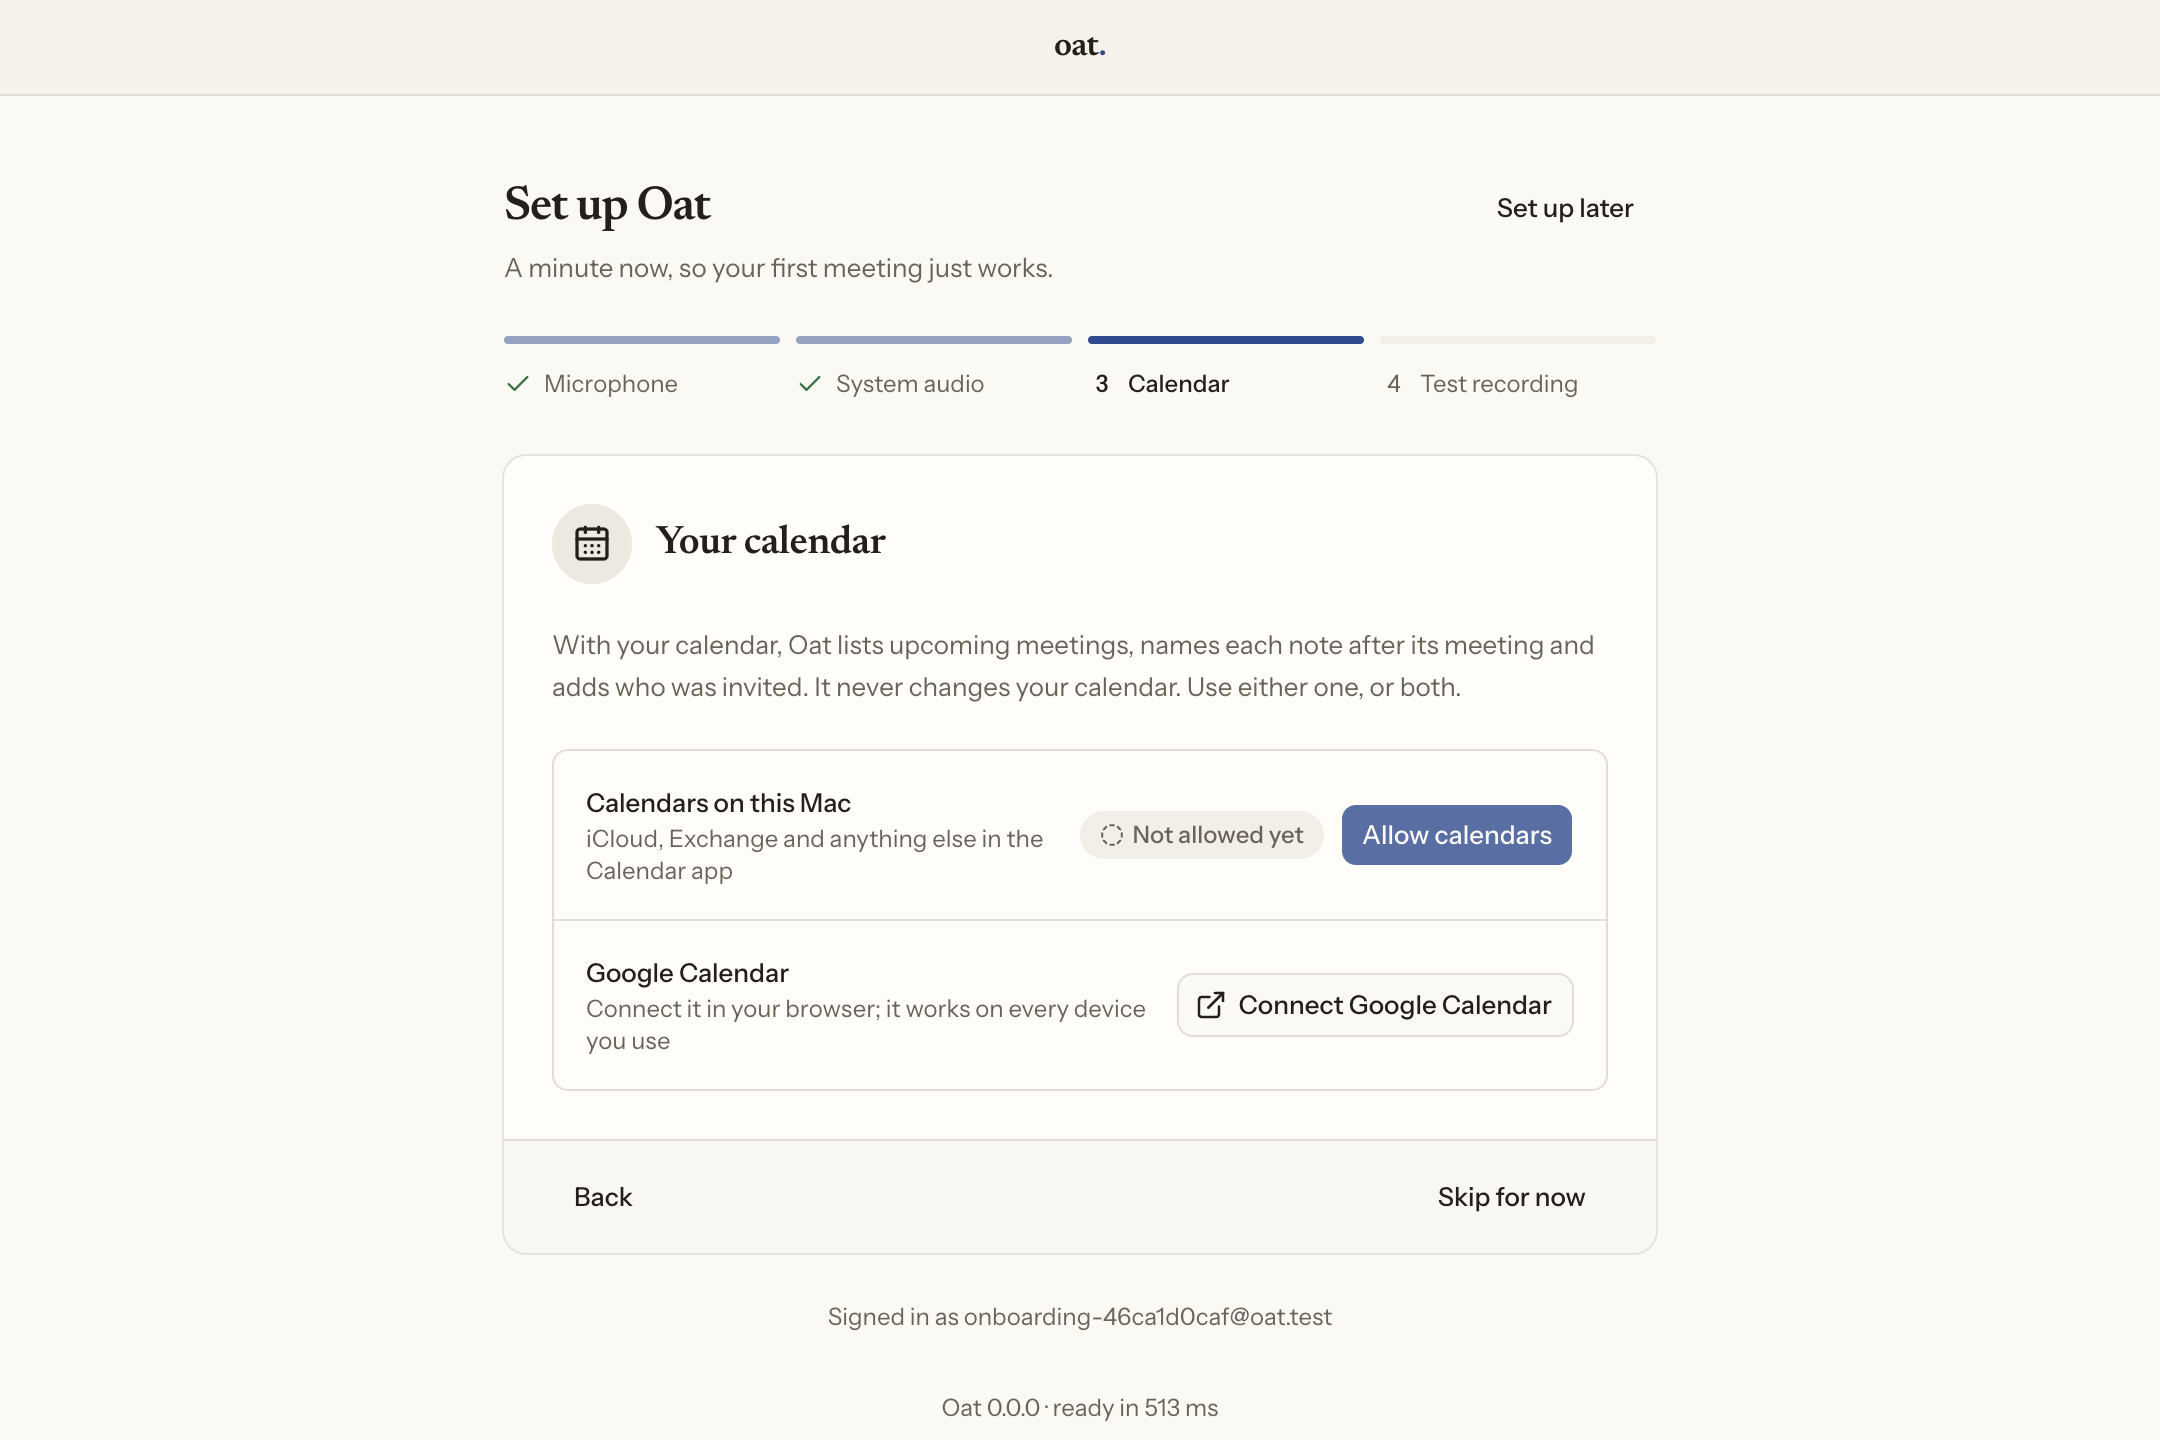 oat.
Set up Oat
Set up later
A minute now, so your first meeting just works.
Microphone
System audio
3 Calendar
4 Test recording
Your calendar
With your calendar, Oat lists upcoming meetings, names each note after its meeting and
adds who was invited. It never changes your calendar. Use either one, or both.
Calendars on this Mac
iCloud, Exchange and anything else in the
Calendar app
Not allowed yet
Allow calendars
Google Calendar
Connect it in your browser; it works on every device
you use
Connect Google Calendar
Back
Skip for now
Signed in as onboarding-46ca1d0caf@oat.test
Oat 0.0.0 · ready in 513 ms